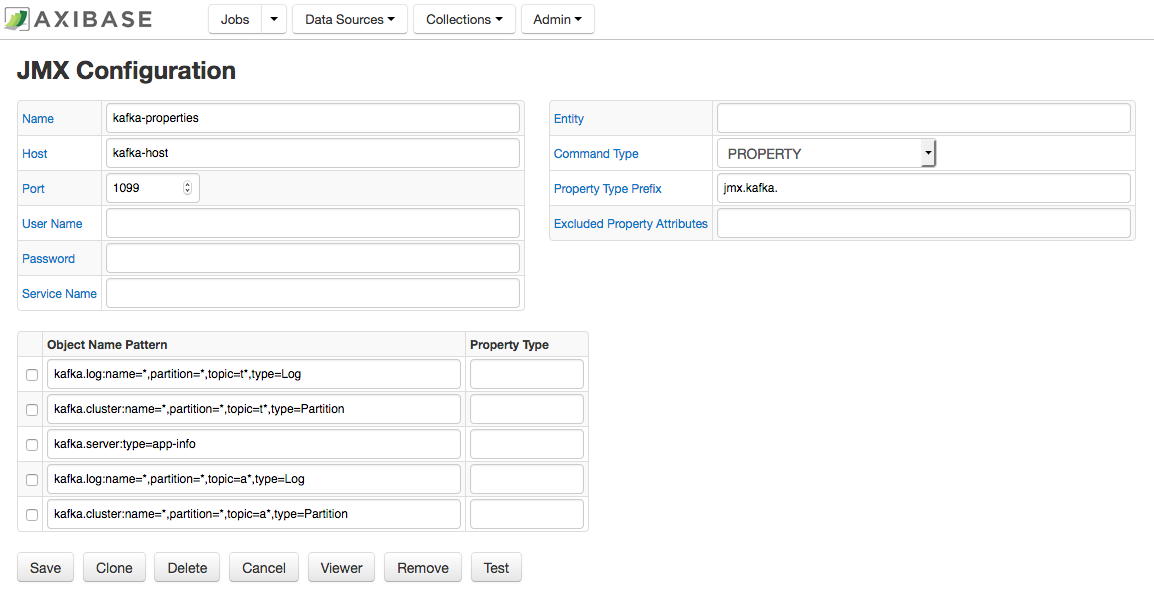 AXIBASE Jobs Data Sources Collections Admin
JMX Configuration
Name kafka-properties
Host kafka-host
Port 1099
User Name
Password
Service Name
Entity
Command Type PROPERTY
Property Type Prefix jmx.kafka.
Excluded Property Attributes
Object Name Pattern Property Type
kafka.log:name=*,partition=*,topic=t*,type=Log
kafka.cluster:name=*,partition=*,topic=t*,type=Partition
kafka.server:type=app-info
kafka.log:name=*,partition=*,topic=a*,type=Log
kafka.cluster:name=*,partition=*,topic=a*,type=Partition
Save Clone Delete Cancel Viewer Remove Test